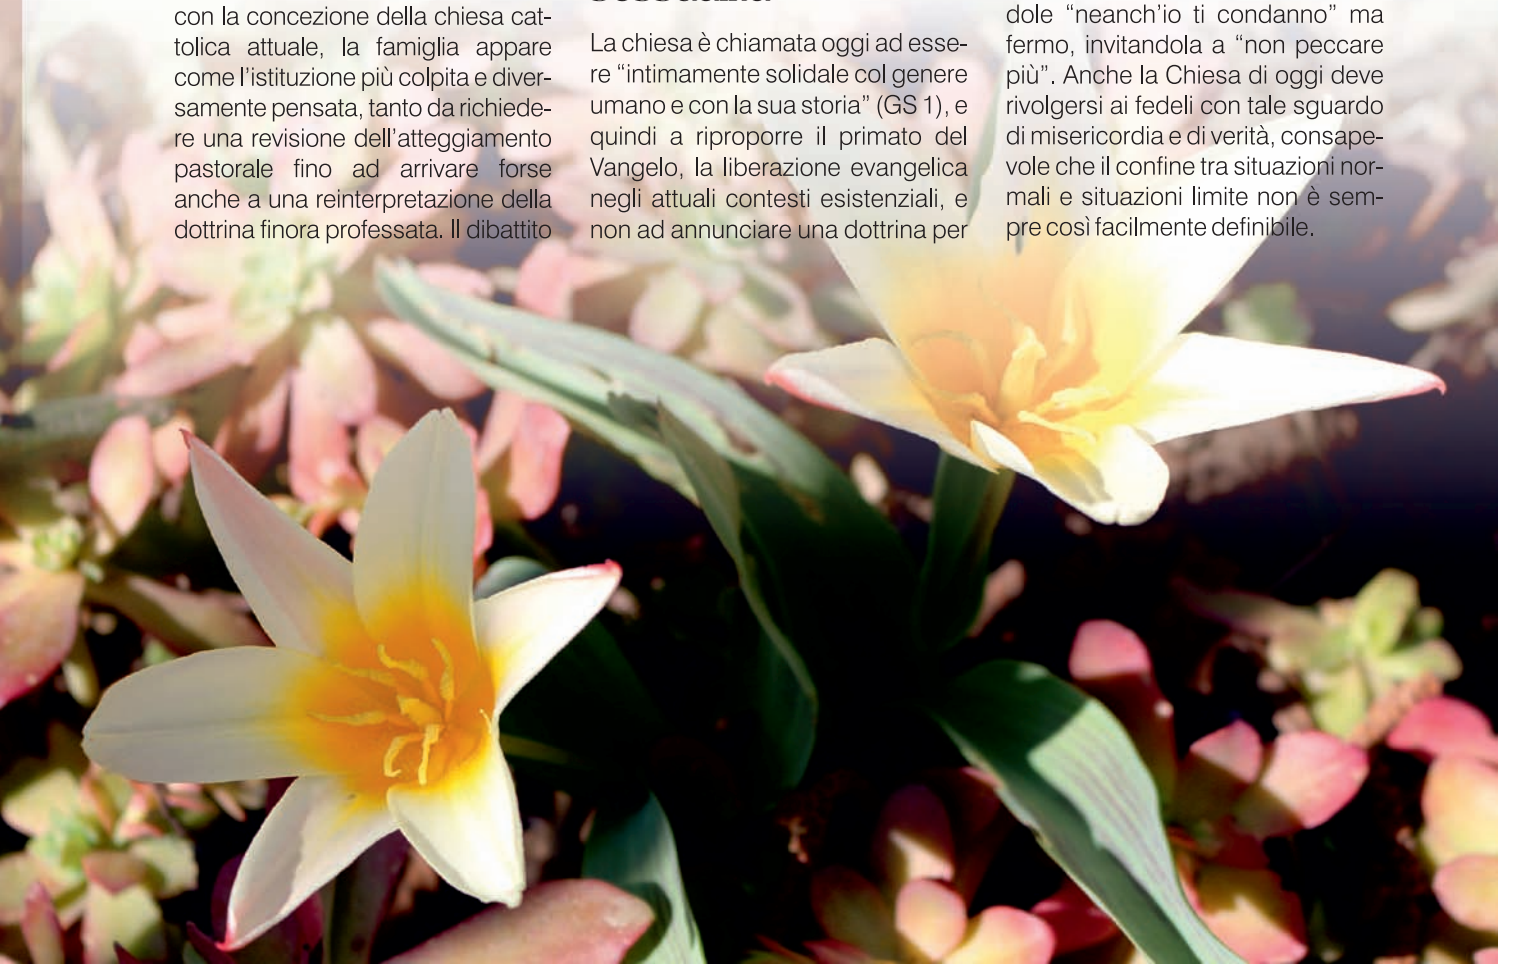 con la concezione della chiesa cat-
tolica attuale, la famiglia appare
come l'istituzione più colpita e diver-
samente pensata, tanto da richiede-
re una revisione dell'atteggiamento
pastorale fino ad arrivare forse
anche a una reinterpretazione della
dottrina finora professata. Il dibattito
La chiesa è chiamata oggi ad esse-
re “intimamente solidale col genere
umano e con la sua storia” (GS 1), e
quindi a riproporre il primato del
Vangelo, la liberazione evangelica
negli attuali contesti esistenziali, e
non ad annunciare una dottrina per
dole “neanch'io ti condanno” ma
fermo, invitandola a “non peccare
più”. Anche la Chiesa di oggi deve
rivolgersi ai fedeli con tale sguardo
di misericordia e di verità, consape-
vole che il confine tra situazioni nor-
mali e situazioni limite non è sem-
pre così facilmente definibile.